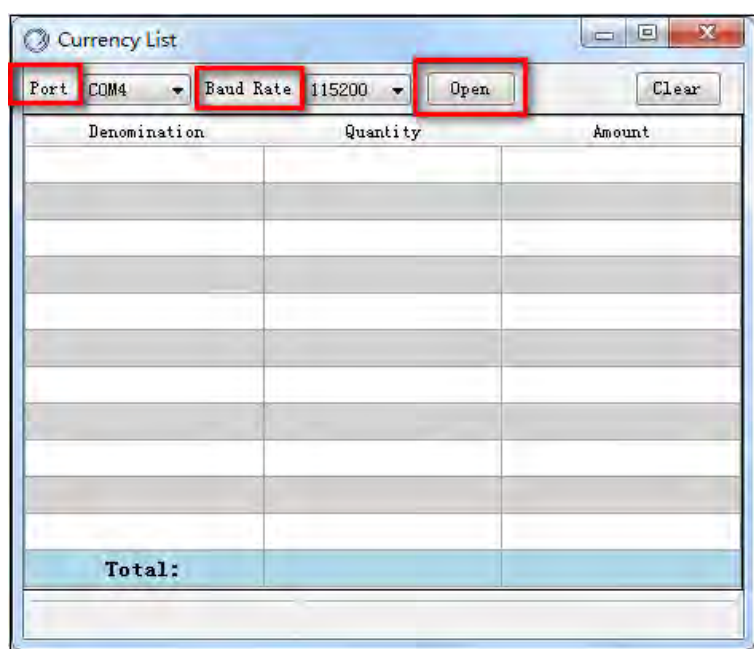 Currency List
Port COM4 Baud Rate 115200 Open Clear
Denomination Quantity Amount
Total: